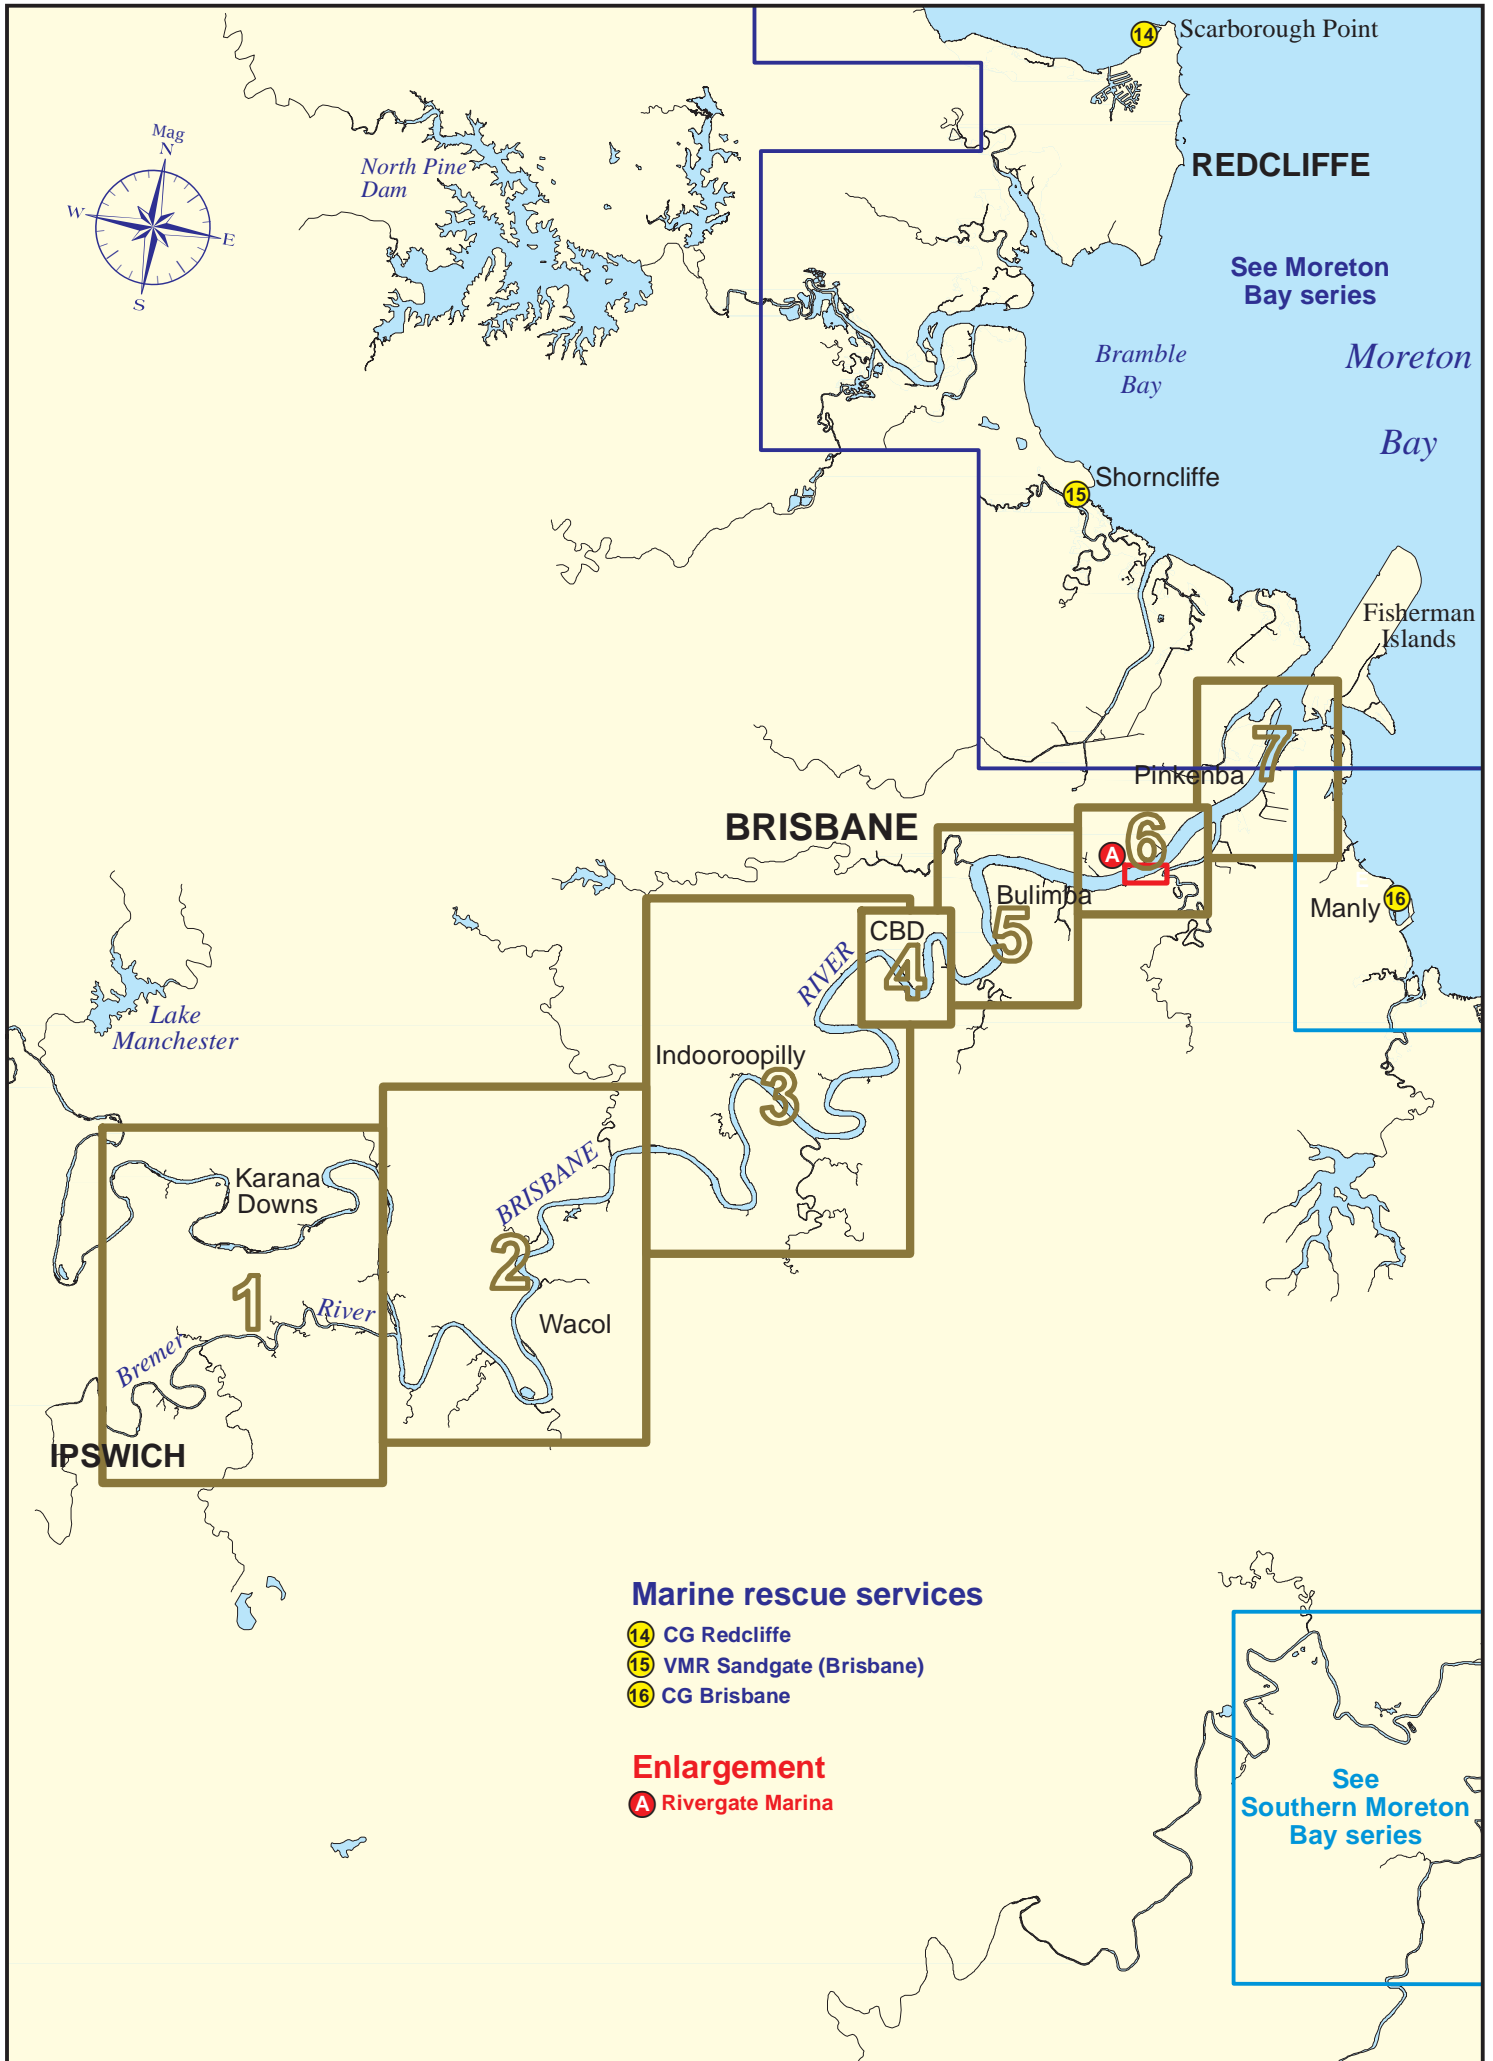 14 Scarborough Point
Mag
N
W
E
S
North Pine
Dam
REDCLIFFE
See Moreton
Bay series
Bramble
Bay
Moreton
Bay
Shorncliffe
15
Fisherman
Islands
7
Pinkenba
BRISBANE
6
A
Bulimba
5
Manly 16
CBD
4
RIVER
Lake
Manchester
Indooroopilly
3
BRISBANE
Karana
Downs
2
1
River
Wacol
Bremer
IPSWICH
Marine rescue services
14 CG Redcliffe
15 VMR Sandgate (Brisbane)
16 CG Brisbane
Enlargement
A Rivergate Marina
See
Southern Moreton
Bay series